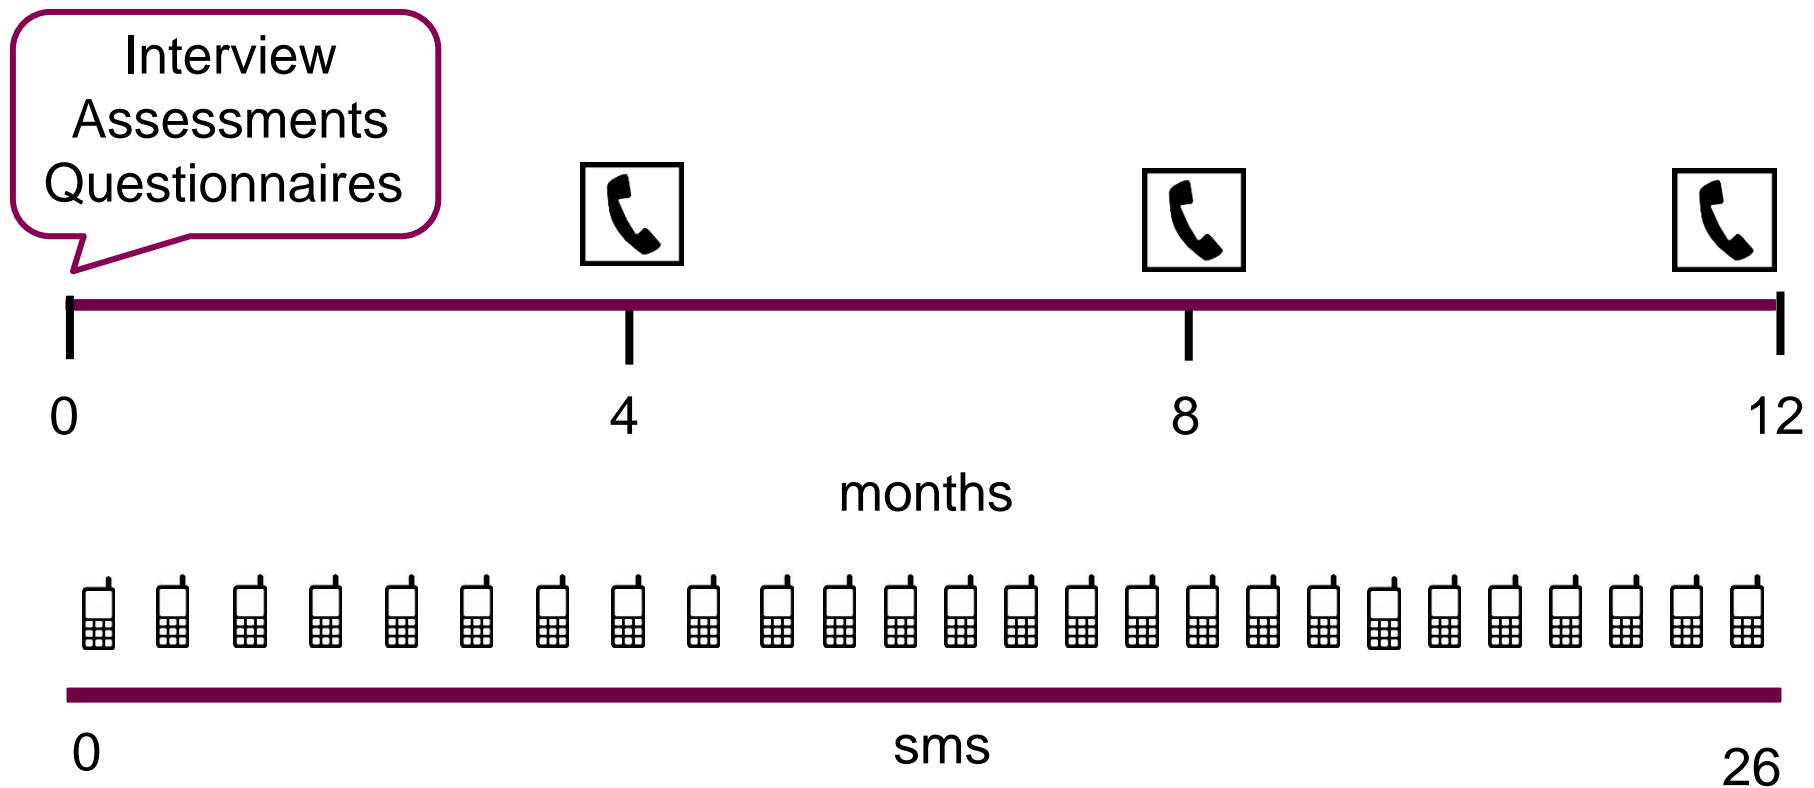 Interview
Assessments
Questionnaires
0 4 8 12
months
0 sms 26